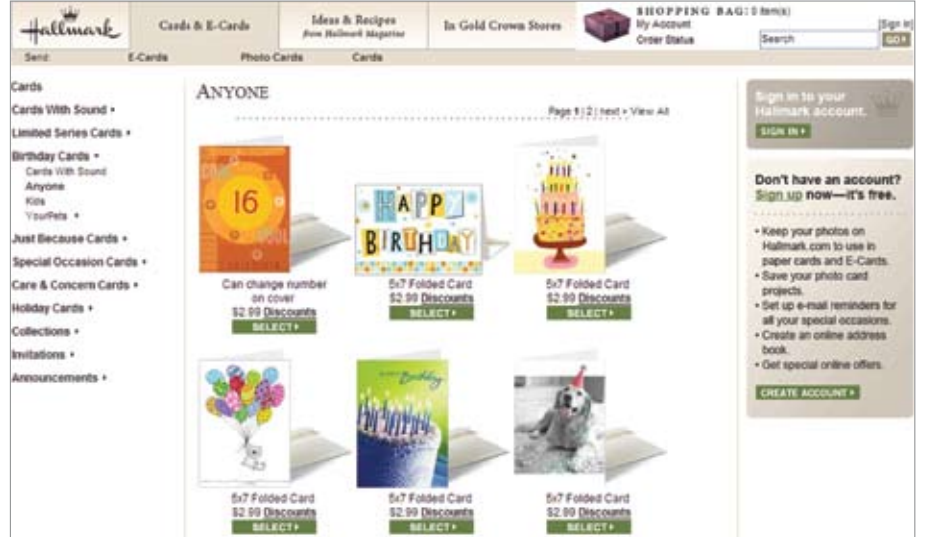 Hallmark
Cards & E-Cards
Ideas & Recipes
from Hallmark Magazine
In Gold Crown Stores
SHOPPING BAG: 0 item(s)
My Account
Order Status
[Sign in]
Search
GO
Send:
E-Cards
Photo Cards
Cards
Cards
Cards With Sound
Limited Series Cards
Birthday Cards
Cards With Sound
Anyone
Kids
YourPets
Just Because Cards
Special Occasion Cards
Care & Concern Cards
Holiday Cards
Collections
Invitations
Announcements
ANYONE
Page 1 | 2 | next • View All
16
Can change number
on cover
$2.99 Discounts
SELECT
HAPPY
BIRTHDAY
5x7 Folded Card
$2.99 Discounts
SELECT
5x7 Folded Card
$2.99 Discounts
SELECT
5x7 Folded Card
$2.99 Discounts
SELECT
Birthday
5x7 Folded Card
$2.99 Discounts
SELECT
5x7 Folded Card
$2.99 Discounts
SELECT
Sign in to your
Hallmark account.
SIGN IN
Don't have an account?
Sign up now—it's free.
• Keep your photos on
Hallmark.com to use in
paper cards and E-Cards.
• Save your photo card
projects.
• Set up e-mail reminders for
all your special occasions.
• Create an online address
book.
• Get special online offers.
CREATE ACCOUNT